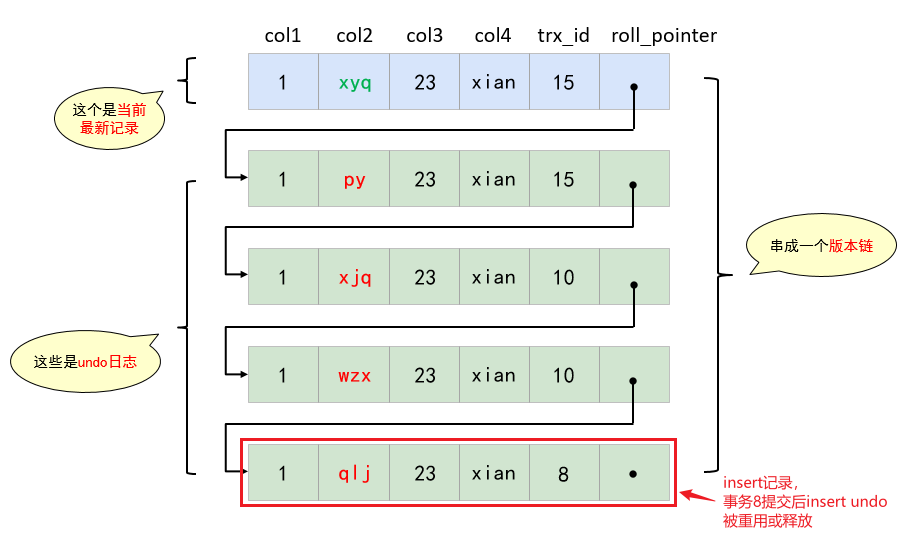 col1 col2 col3 col4 trx_id roll_pointer
1 xyq 23 xian 15
这个是当前
最新记录
1 py 23 xian 15
串成一个版本链
1 xjq 23 xian 10
这些是undo日志
1 wzx 23 xian 10
1 qlj 23 xian 8
insert记录,
事务8提交后insert undo
被重用或释放